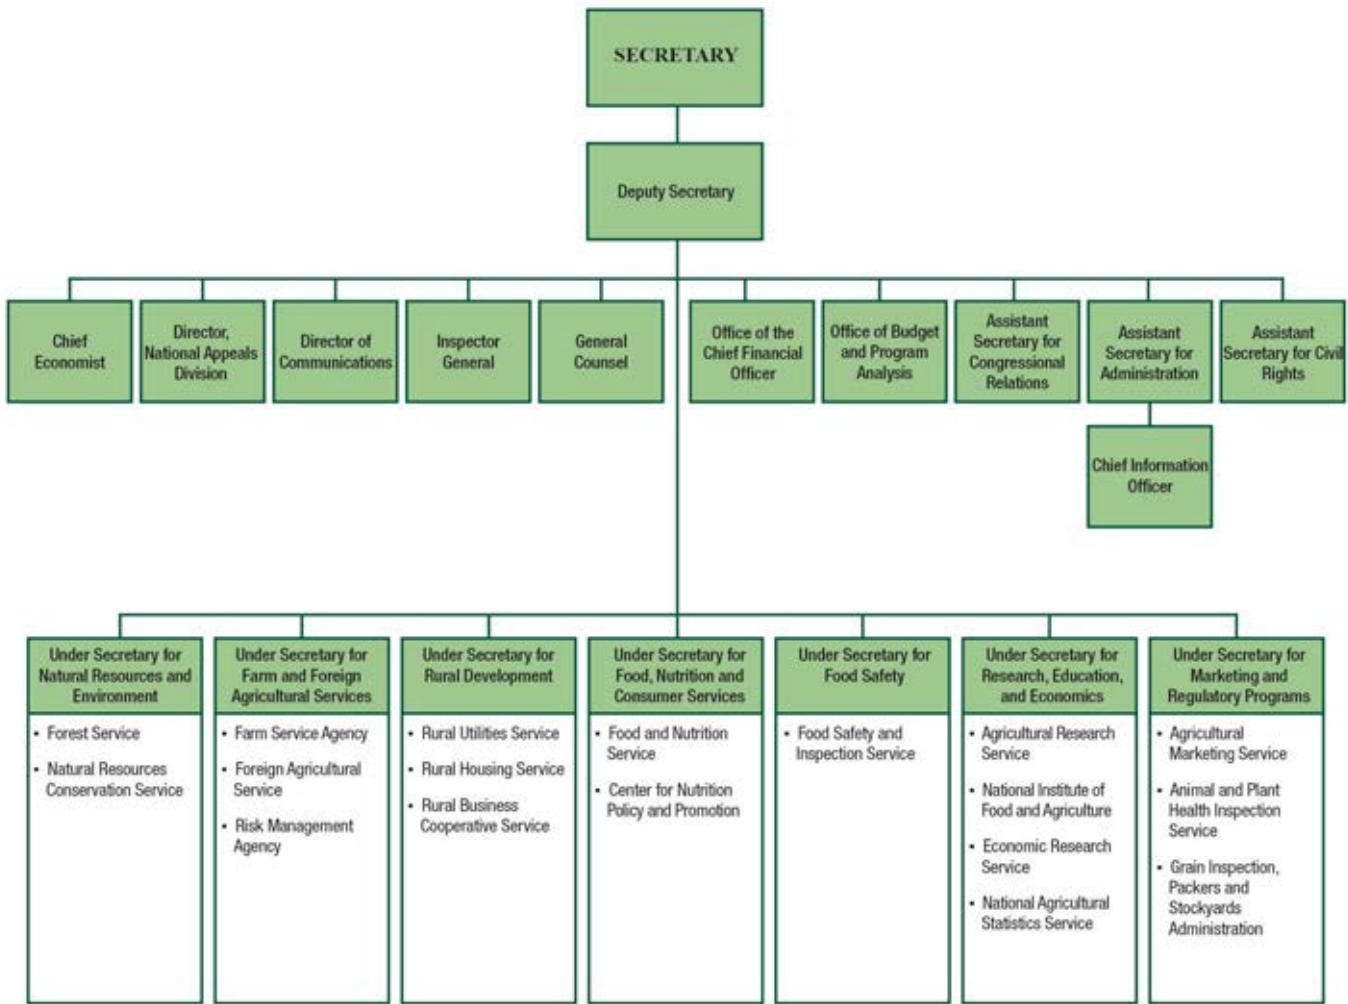 SECRETARY
Deputy Secretary
Chief
Economist
Director,
National Appeals
Division
Director of
Communications
Inspector
General
General
Counsel
Office of the
Chief Financial
Officer
Office of Budget
and Program
Analysis
Assistant
Secretary for
Congressional
Relations
Assistant
Secretary for
Administration
Assistant
Secretary for Civil
Rights
Chief Information
Officer
Under Secretary for
Natural Resources and
Environment
• Forest Service
• Natural Resources
Conservation Service
Under Secretary for
Farm and Foreign
Agricultural Services
• Farm Service Agency
• Foreign Agricultural
Service
• Risk Management
Agency
Under Secretary for
Rural Development
• Rural Utilities Service
• Rural Housing Service
• Rural Business
Cooperative Service
Under Secretary for
Food, Nutrition and
Consumer Services
• Food and Nutrition
Service
• Center for Nutrition
Policy and Promotion
Under Secretary for
Food Safety
• Food Safety and
Inspection Service
Under Secretary for
Research, Education,
and Economics
• Agricultural Research
Service
• National Institute of
Food and Agriculture
• Economic Research
Service
• National Agricultural
Statistics Service
Under Secretary for
Marketing and
Regulatory Programs
• Agricultural
Marketing Service
• Animal and Plant
Health Inspection
Service
• Grain Inspection,
Packers and
Stockyards
Administration